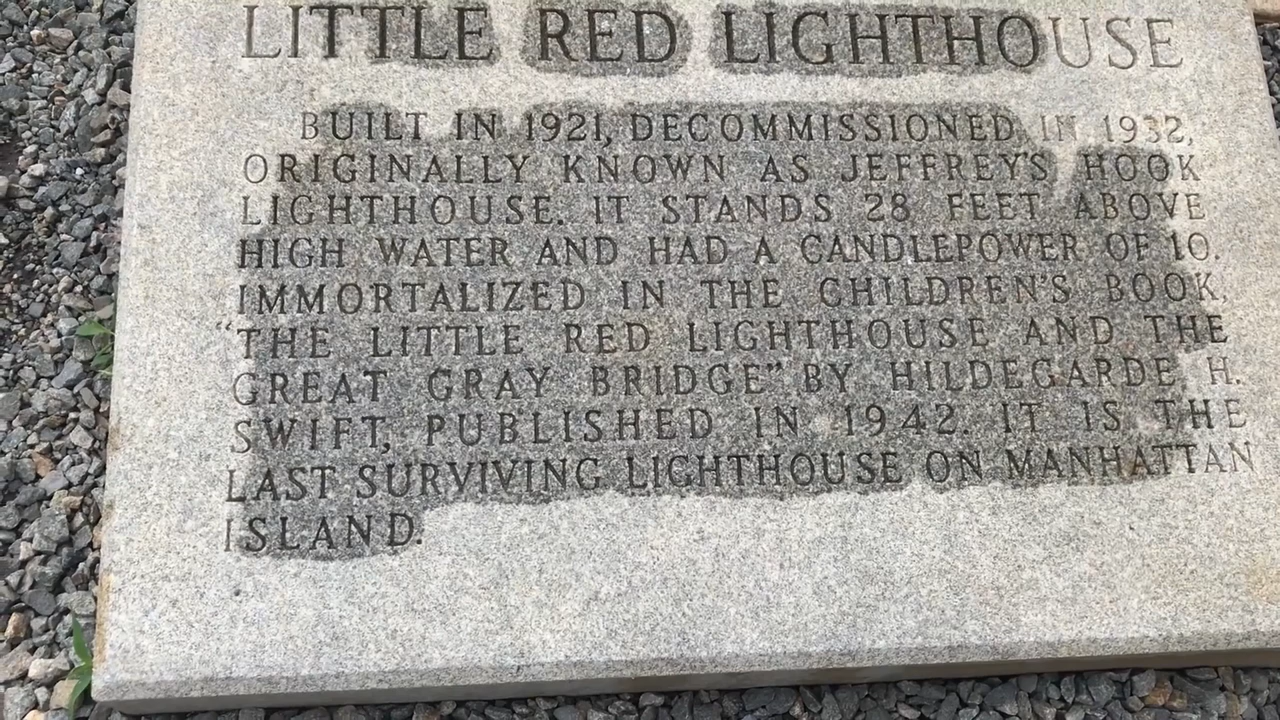 LITTLE RED LIGHTHOUSE
BUILT IN 1921, DECOMMISSIONED IN 1932,
ORIGINALLY KNOWN AS JEFFREY'S HOOK
LIGHTHOUSE. IT STANDS 28 FEET ABOVE
HIGH WATER AND HAD A CANDLEPOWER OF 10.
IMMORTALIZED IN THE CHILDREN'S BOOK,
"THE LITTLE RED LIGHTHOUSE AND THE
GREAT GRAY BRIDGE" BY HILDEGARDE H.
SWIFT, PUBLISHED IN 1942. IT IS THE
LAST SURVIVING LIGHTHOUSE ON MANHATTAN
ISLAND.